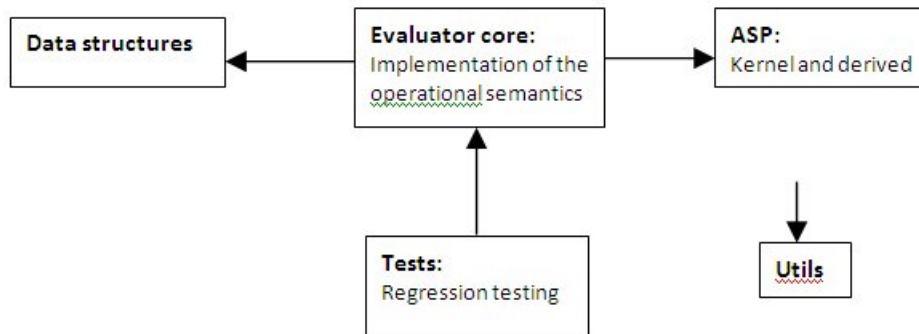 Data structures
Evaluator core:
Implementation of the
operational semantics
ASP:
Kernel and derived
Tests:
Regression testing
Utils